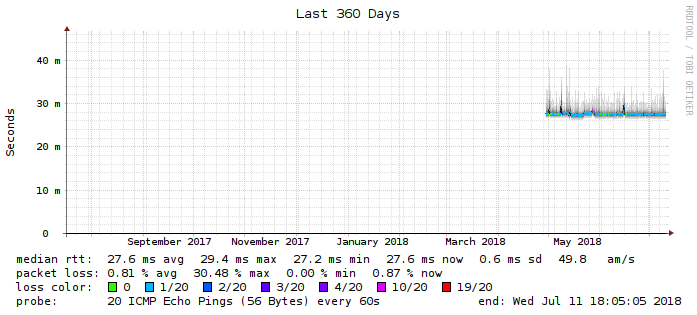 Last 360 Days
RRDTOOL / TOBI OETIKER
Seconds
40 m
30 m
20 m
10 m
0
September 2017 November 2017 January 2018 March 2018 May 2018
median rtt: 27.6 ms avg 29.4 ms max 27.2 ms min 27.6 ms now 0.6 ms sd 49.8 am/s
packet loss: 0.81 % avg 30.48 % max 0.00 % min 0.87 % now
loss color: 0 1/20 2/20 3/20 4/20 10/20 19/20
probe: 20 ICMP Echo Pings (56 Bytes) every 60s end: Wed Jul 11 18:05:05 2018